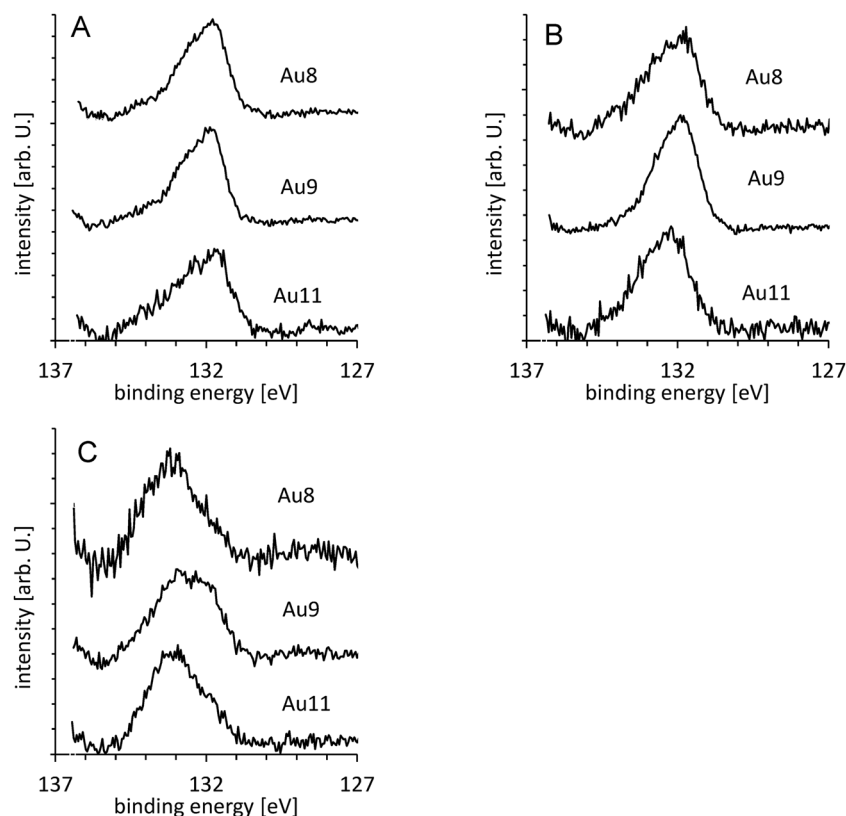 A
Au8
Au9
Au11
intensity [arb. U.]
137 132 127
binding energy [eV]
B
Au8
Au9
Au11
intensity [arb. U.]
137 132 127
binding energy [eV]
C
Au8
Au9
Au11
intensity [arb. U.]
137 132 127
binding energy [eV]